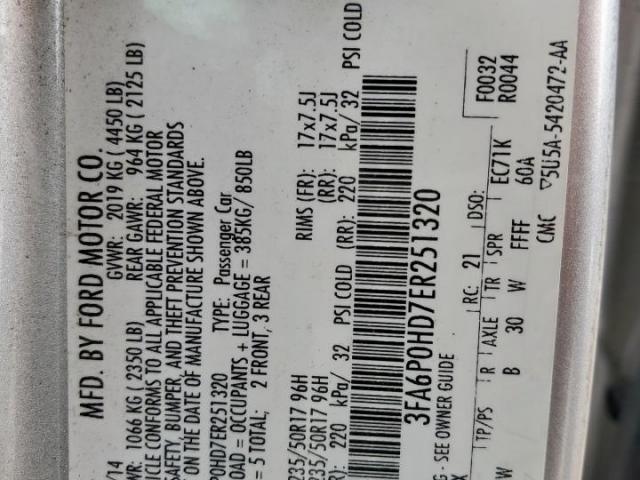 MFD. BY FORD MOTOR CO.
GVWR: 2019 KG ( 4450 LB)
WR: 1066 KG ( 2350 LB) REAR GAWR: 964 KG ( 2125 LB)
ICLE CONFORMS TO ALL APPLICABLE FEDERAL MOTOR
SAFETY, BUMPER, AND THEFT PREVENTION STANDARDS
ON THE DATE OF MANUFACTURE SHOWN ABOVE.
P0HD7ER251320 TYPE: Passenger Car
OAD = OCCUPANTS + LUGGAGE = 385KG/ 850LB
= 5 TOTAL; 2 FRONT, 3 REAR
235/50R17 96H RIMS (FR): 17x7.5J
235/50R17 96H (RR): 17x7.5J
R): 220 kPa/ 32 PSI COLD (RR): 220 kPa/ 32 PSI COLD
3FA6P0HD7ER251320
G - SEE OWNER GUIDE
RC: 21 DSO: F0032
R0044
TP/PS R AXLE TR SPR EC71K
W B 30 W FFFF 60A
CMC ▽5U5A-5420472-AA
/14